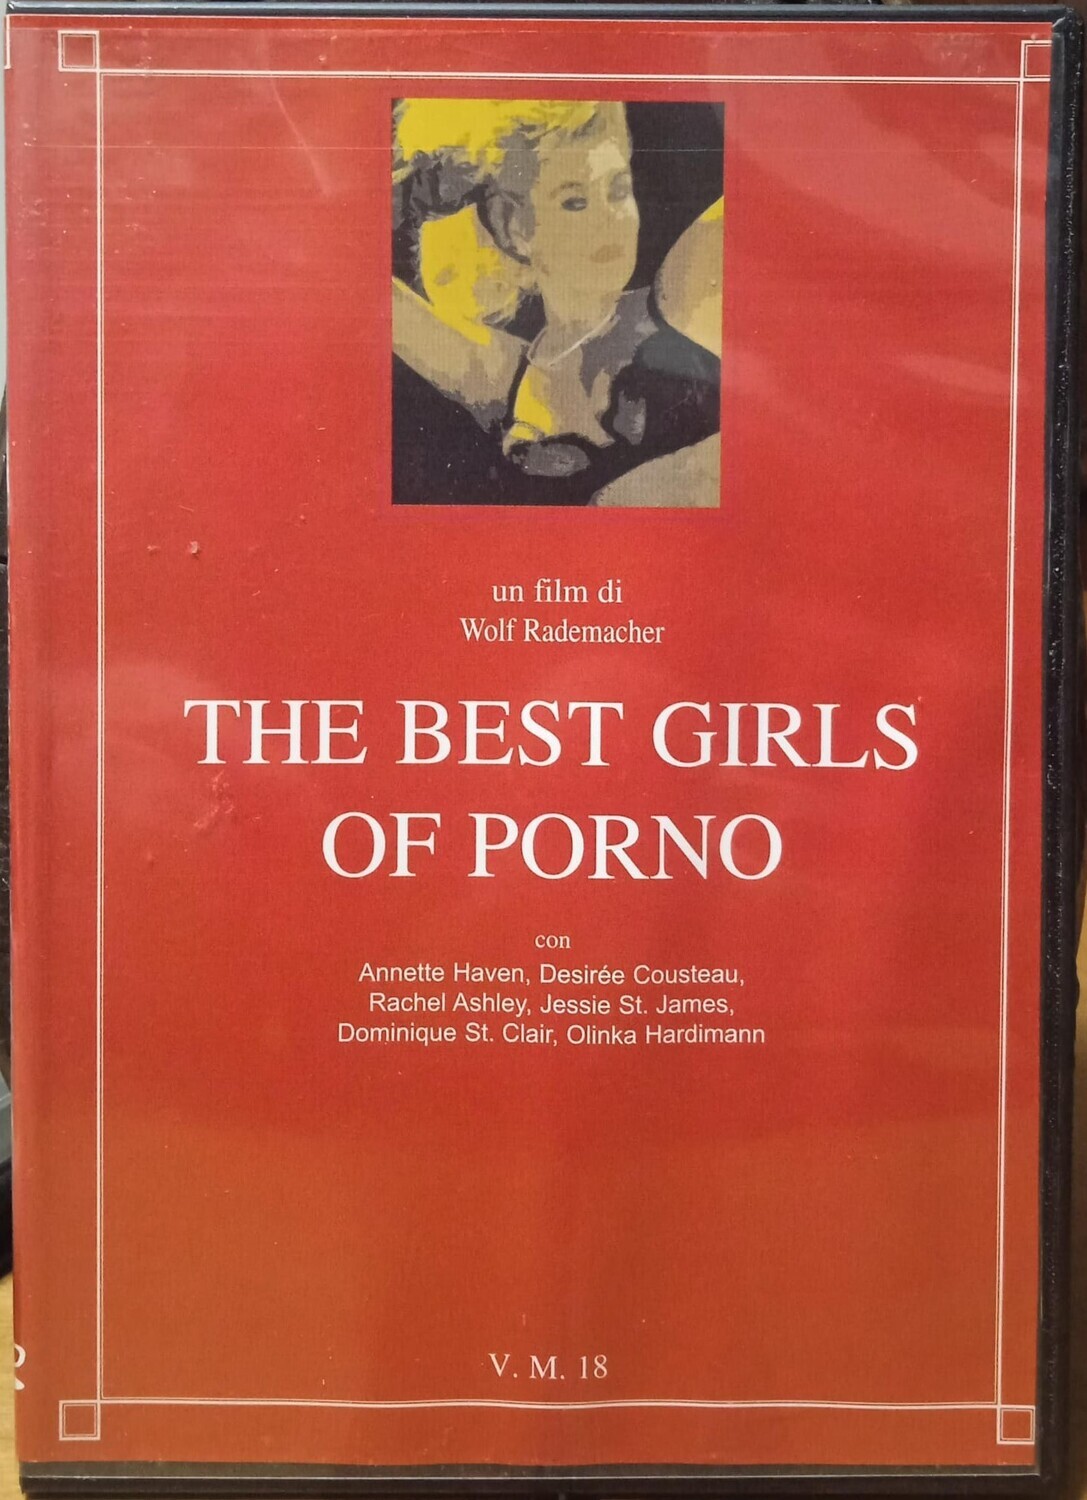 un film di
Wolf Rademacher
THE BEST GIRLS
OF PORNO
con
Annette Haven, Desirée Cousteau,
Rachel Ashley, Jessie St. James,
Dominique St. Clair, Olinka Hardimann
V. M. 18